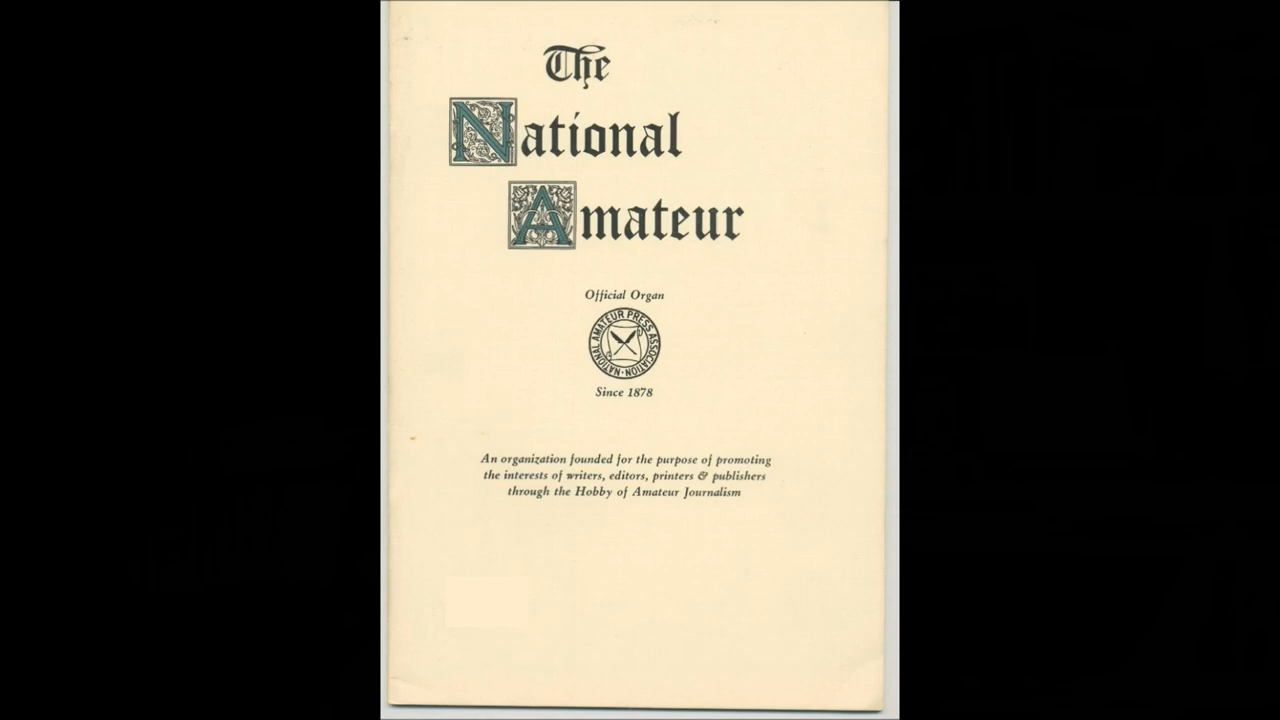 The
National
Amateur
Official Organ
NATIONAL AMATEUR PRESS ASSOCIATION
Since 1878
An organization founded for the purpose of promoting
the interests of writers, editors, printers & publishers
through the Hobby of Amateur Journalism